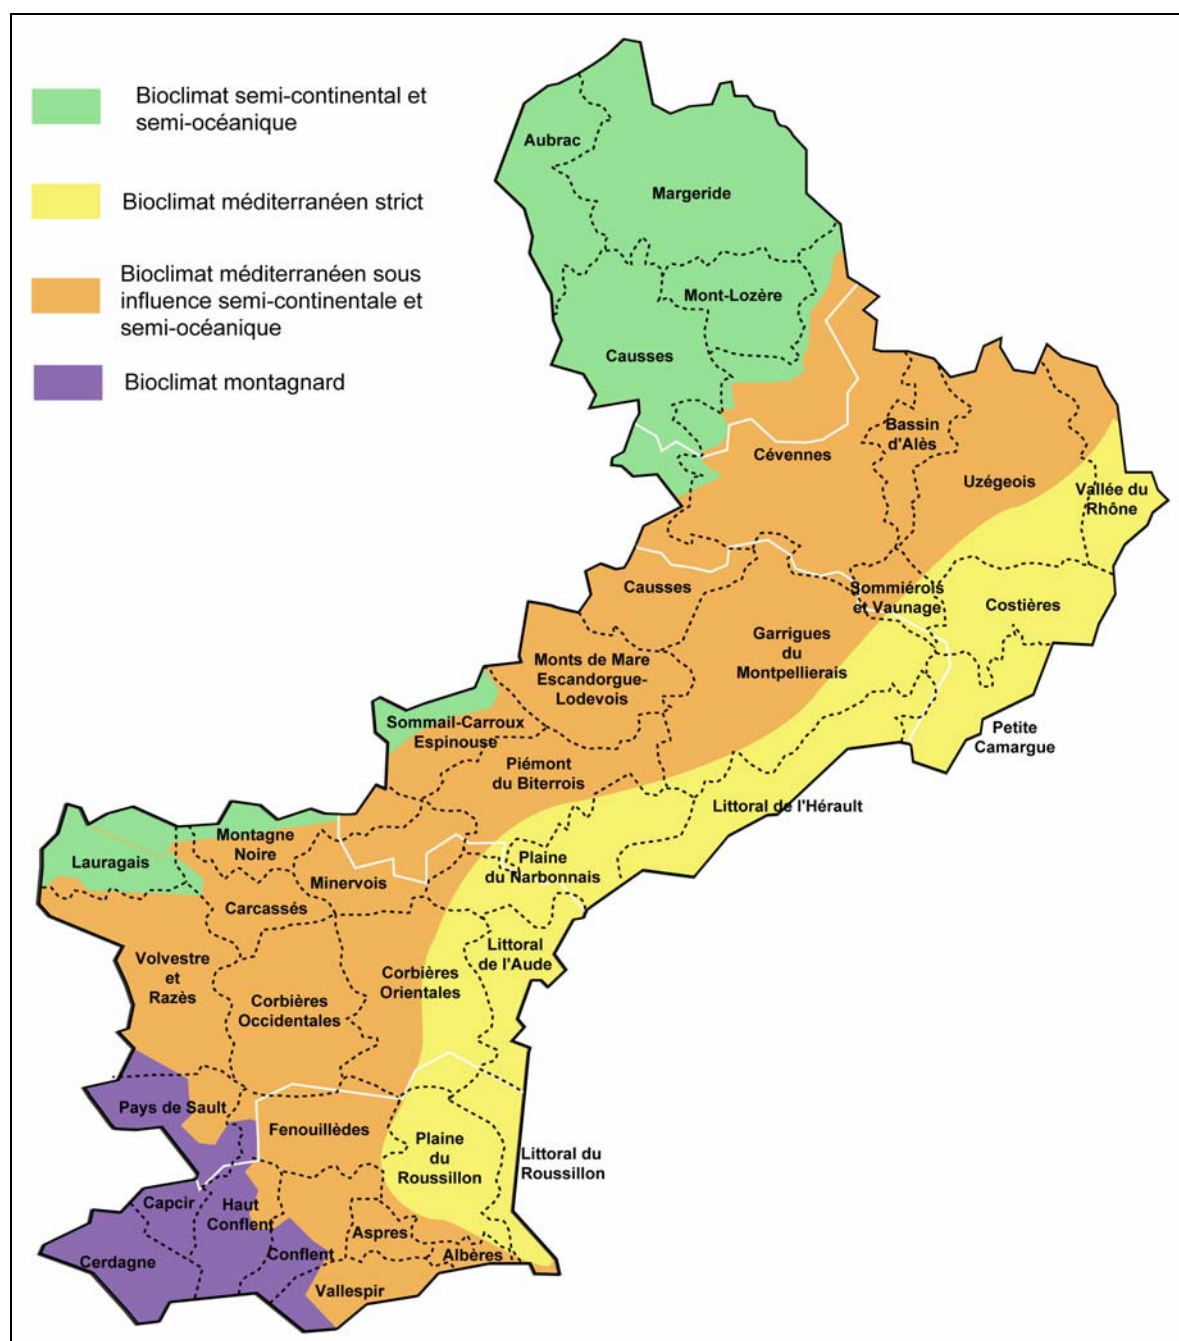 Bioclimat semi-continental et
semi-océanique
Bioclimat méditerranéen strict
Bioclimat méditerranéen sous
influence semi-continentale et
semi-océanique
Bioclimat montagnard
Aubrac
Margeride
Mont-Lozère
Causses
Cévennes
Bassin
d'Alès
Uzégeois
Vallée du
Rhône
Causses
Sommiérois
et Vaunage
Costières
Garrigues
du
Montpellierais
Monts de Mare
Escandorgue-
Lodevois
Sommail-Carroux
Espinouse
Petite
Camargue
Piémont
du Biterrois
Littoral de l'Hérault
Montagne
Noire
Lauragais
Minervois
Plaine
du Narbonnais
Carcassés
Littoral
de l'Aude
Volvestre
et
Razès
Corbières
Occidentales
Corbières
Orientales
Pays de Sault
Fenouillèdes
Plaine
du
Roussillon
Littoral du
Roussillon
Capcir
Haut
Conflent
Aspres
Cerdagne
Conflent
Albères
Vallespir